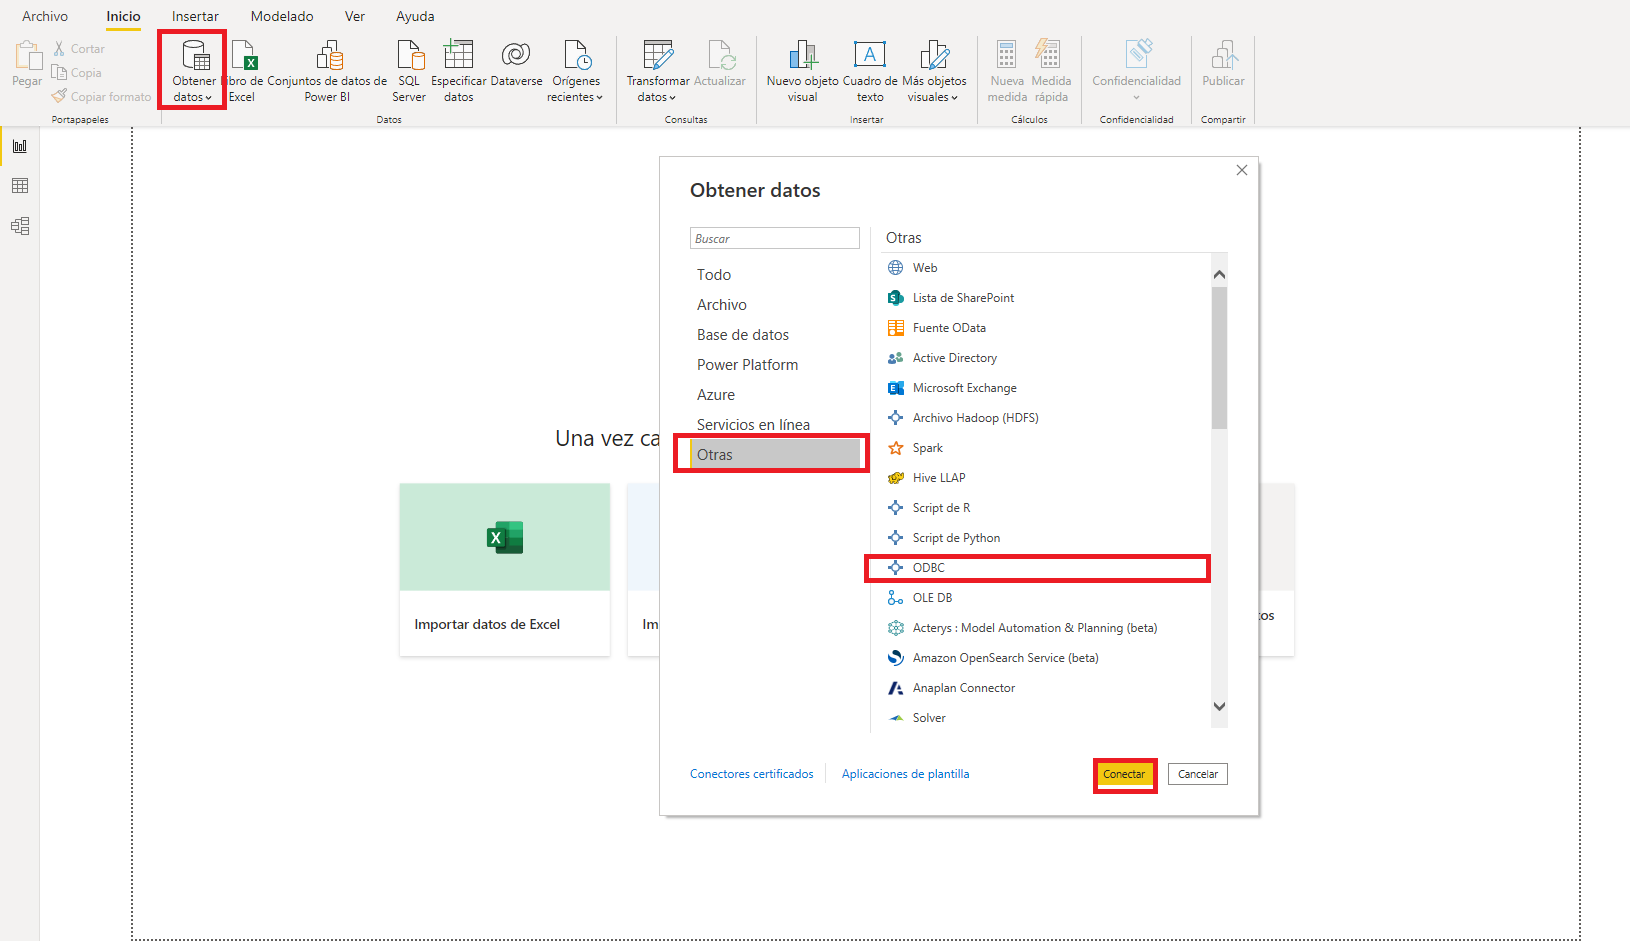 Archivo Inicio Insertar Modelado Ver Ayuda
Pegar
Cortar
Copia
Copiar formato
Portapapeles
Obtener
datos
ibro de
Excel
Conjuntos de datos de
Power BI
SQL
Server
Especificar
datos
Dataverse
Orígenes
recientes
Datos
Transformar
datos
Actualizar
Consultas
Nuevo objeto
visual
Cuadro de
texto
Más objetos
visuales
Insertar
Nueva
medida
Medida
rápida
Cálculos
Confidencialidad
Confidencialidad
Publicar
Compartir
Obtener datos
Buscar
Todo
Archivo
Base de datos
Power Platform
Azure
Servicios en línea
Otras
Otras
Web
Lista de SharePoint
Fuente OData
Active Directory
Microsoft Exchange
Archivo Hadoop (HDFS)
Spark
Hive LLAP
Script de R
Script de Python
ODBC
OLE DB
Acterys : Model Automation & Planning (beta)
Amazon OpenSearch Service (beta)
Anaplan Connector
Solver
Conectores certificados
Aplicaciones de plantilla
Conectar
Cancelar
Una vez ca
Importar datos de Excel
Im
tos